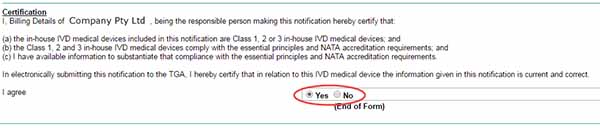 Certification
I, Billing Details of Company Pty Ltd , being the responsible person making this notification hereby certify that:
(a) the in-house IVD medical devices included in this notification are Class 1, 2 or 3 in-house IVD medical devices; and
(b) the Class 1, 2 and 3 in-house IVD medical devices comply with the essential principles and NATA accreditation requirements; and
(c) I have available information to substantiate that compliance with the essential principles and NATA accreditation requirements.
In electronically submitting this notification to the TGA, I hereby certify that in relation to this IVD medical device the information given in this notification is current and correct.
I agree Yes No
(End of Form)